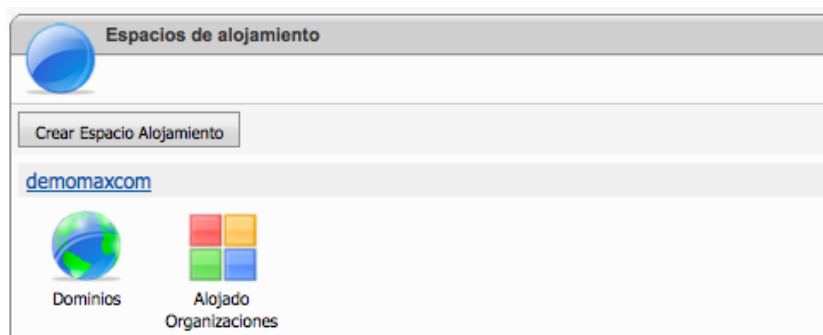 Espacios de alojamiento
Crear Espacio Alojamiento
demomaxcom
Dominios
Alojado
Organizaciones